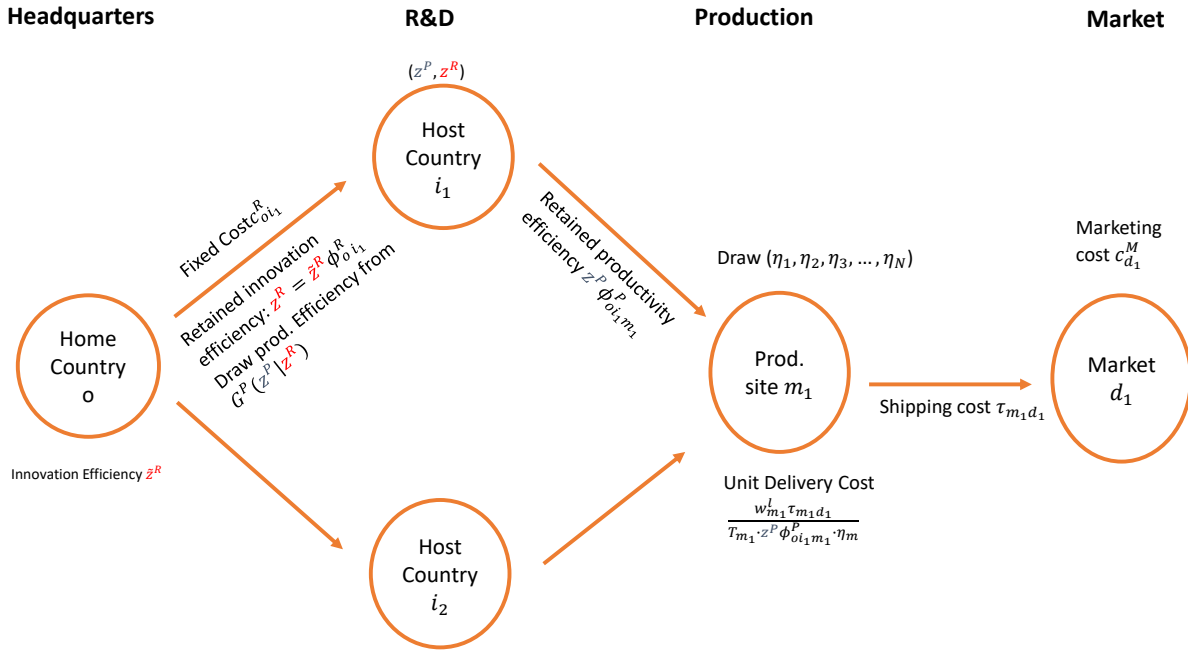 Headquarters
R&D
Production
Market
(z^P, z^R)
Host
Country
i_1
Fixed Cost c^R_{oi_1}
Retained innovation
efficiency: z^R = z̃^R ϕ^R_{o i_1}
Draw prod. Efficiency from
G^P(z^P|z^R)
Retained productivity
efficiency z^P ϕ^P_{oi_1m_1}
Draw (η_1, η_2, η_3, ..., η_N)
Marketing
cost c^M_{d_1}
Home
Country
o
Innovation Efficiency z̃^R
Prod.
site m_1
Shipping cost τ_{m_1d_1}
Market
d_1
Unit Delivery Cost
w^l_{m_1} τ_{m_1d_1}
T_{m_1}·z^P ϕ^P_{oi_1m_1}·η_m
Host
Country
i_2